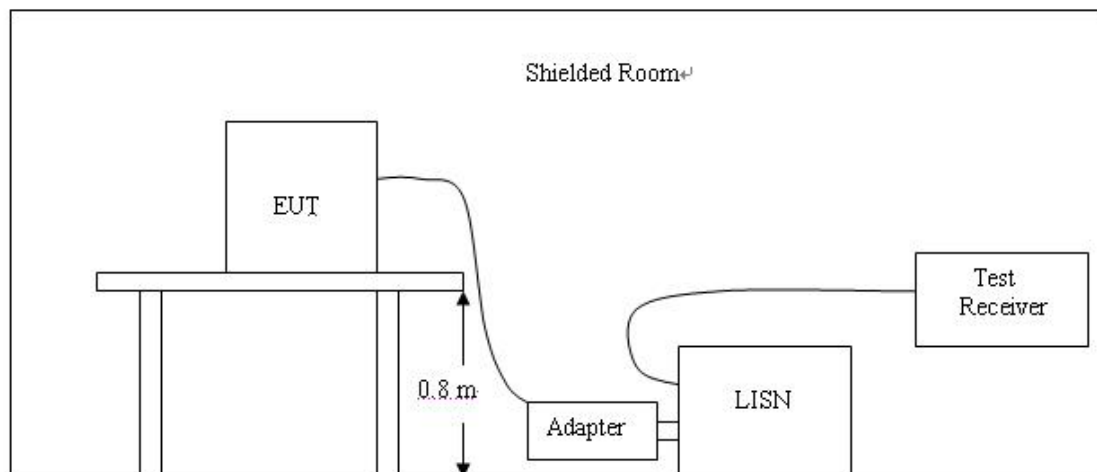 Shielded Room↵
EUT
Test
Receiver
0.8 m
LISN
Adapter